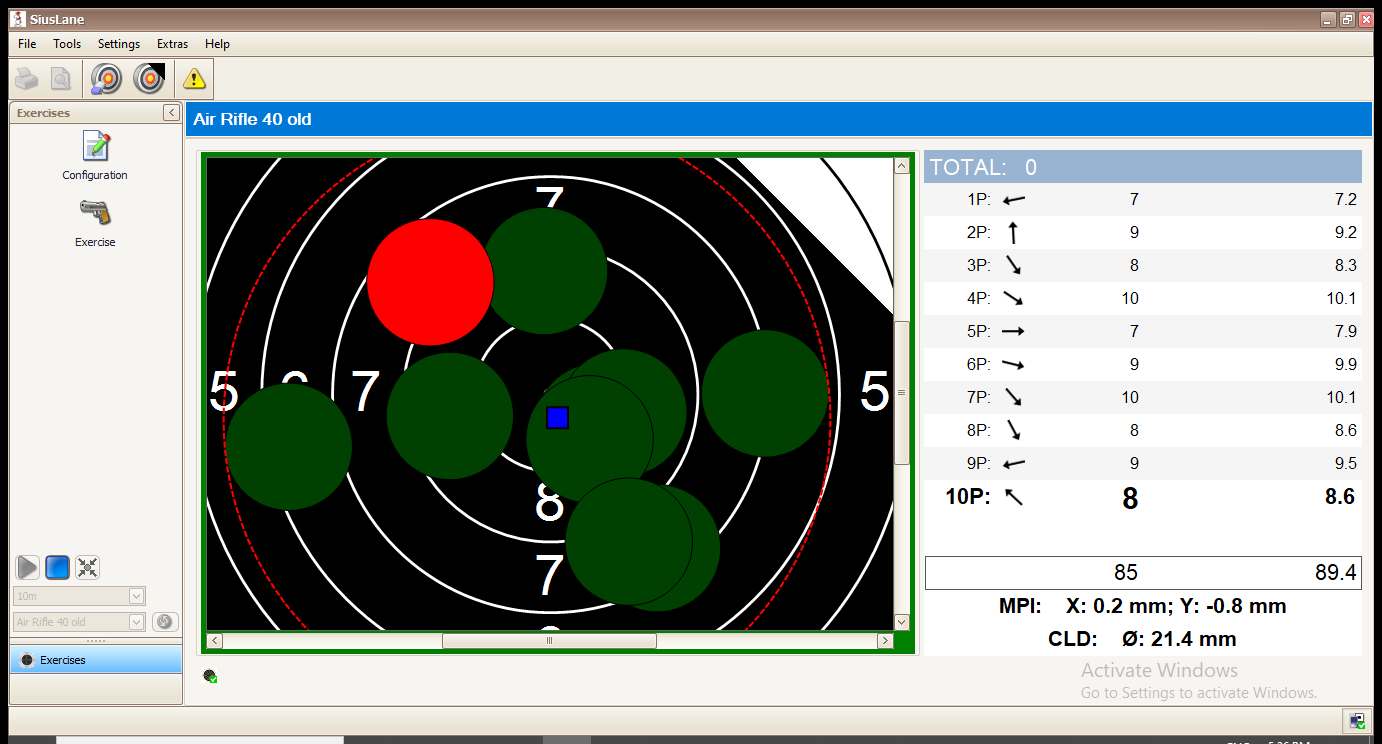 SiusLane
File Tools Settings Extras Help
Exercises
Configuration
Exercise
10m
Air Rifle 40 old
Exercises
Air Rifle 40 old
7
5 7 5
8
7
TOTAL: 0
1P: 7 7.2
2P: 9 9.2
3P: 8 8.3
4P: 10 10.1
5P: 7 7.9
6P: 9 9.9
7P: 10 10.1
8P: 8 8.6
9P: 9 9.5
10P: 8 8.6
85 89.4
MPI: X: 0.2 mm; Y: -0.8 mm
CLD: Ø: 21.4 mm
Activate Windows
Go to Settings to activate Windows.